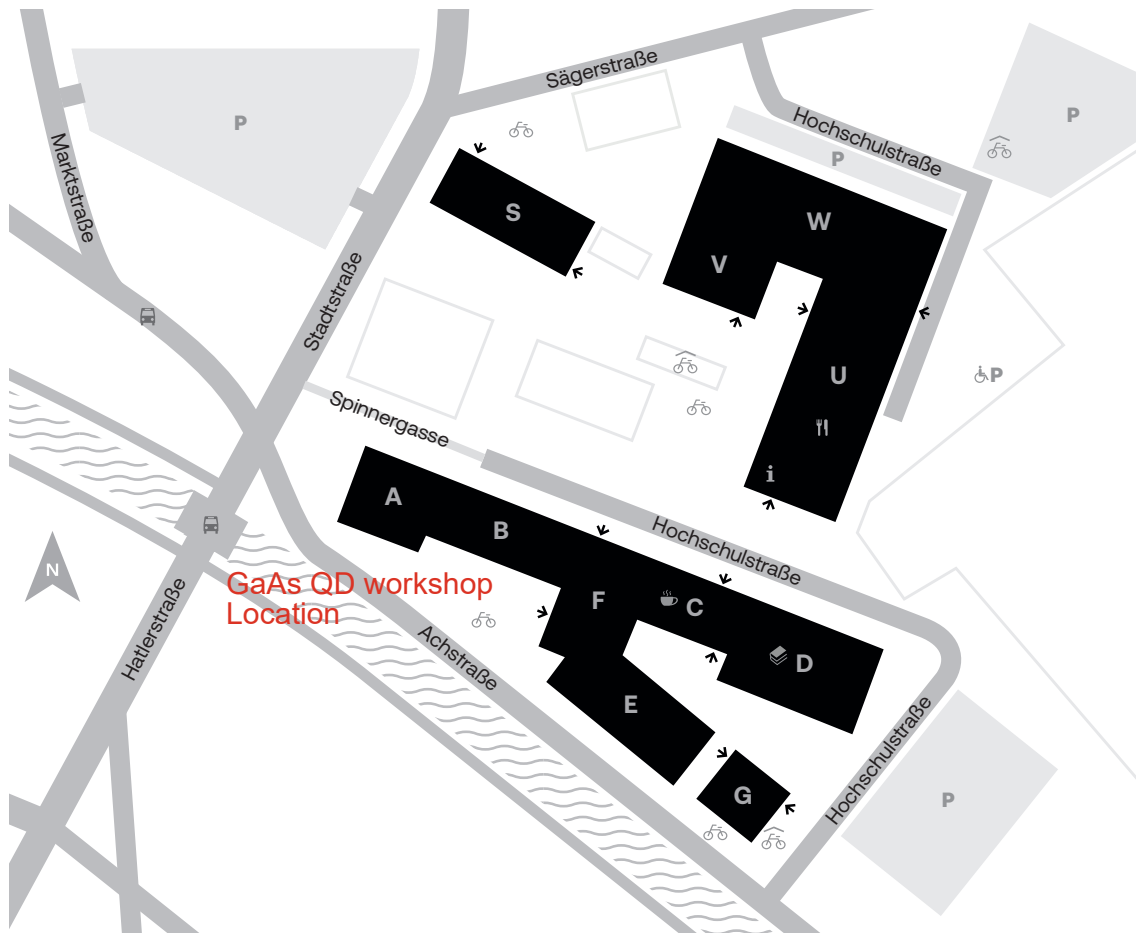 Sägerstraße
P
P
Hochschulstraße
P
Marktstraße
S
W
V
Stadtstraße
U
P
Spinnergasse
i
A
B
Hochschulstraße
N
GaAs QD workshop
Location
F
C
Hatlerstraße
Achstraße
D
E
Hochschulstraße
G
P